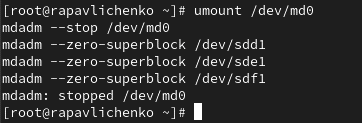 [root@rapavlichenko ~]# umount /dev/md0
mdadm --stop /dev/md0
mdadm --zero-superblock /dev/sdd1
mdadm --zero-superblock /dev/sde1
mdadm --zero-superblock /dev/sdf1
mdadm: stopped /dev/md0
[root@rapavlichenko ~]#